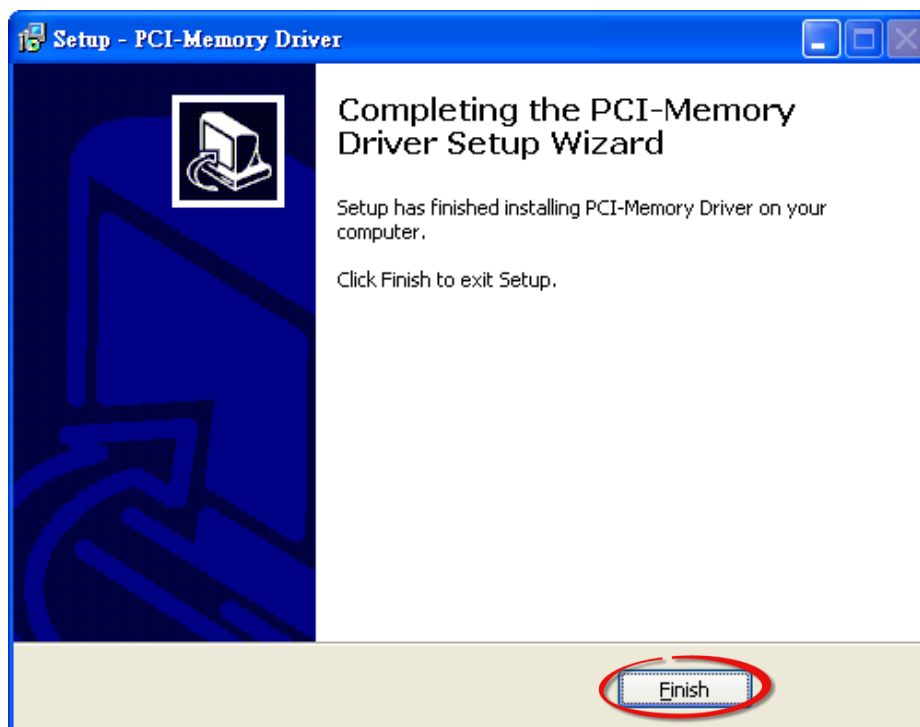 Setup - PCI-Memory Driver
Completing the PCI-Memory
Driver Setup Wizard
Setup has finished installing PCI-Memory Driver on your
computer.
Click Finish to exit Setup.
Finish